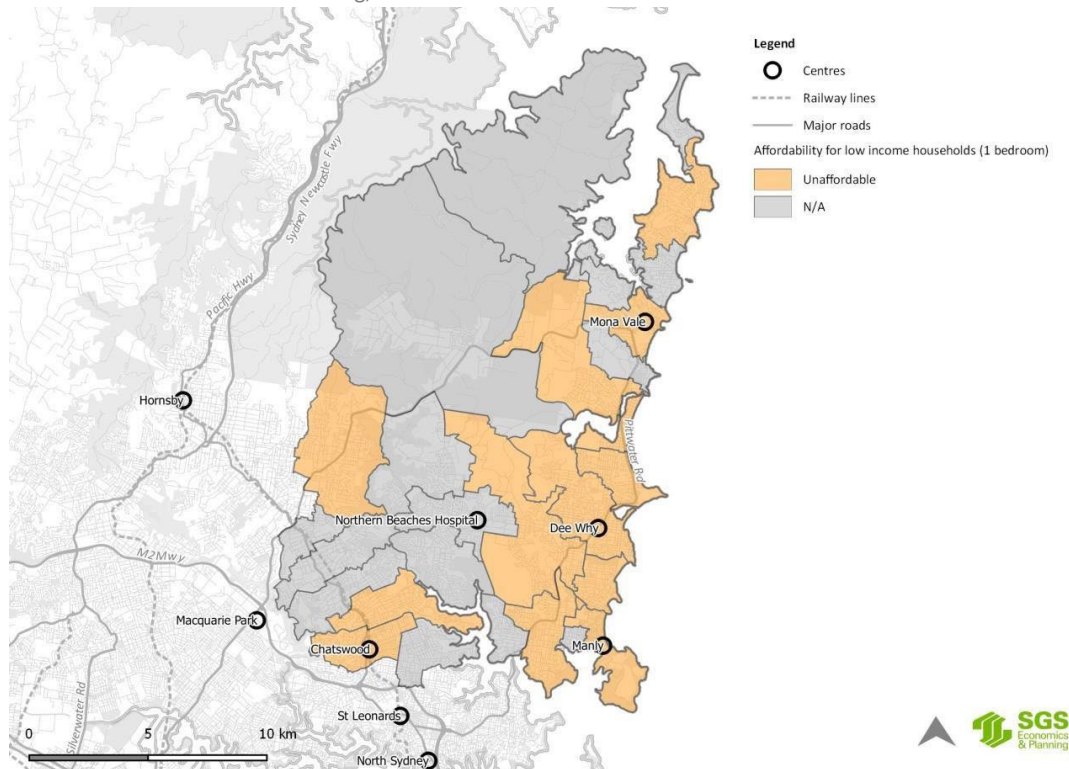 Legend
Centres
Railway lines
Major roads
Affordability for low income households (1 bedroom)
Unaffordable
N/A
Sydney Newcastle Fwy
Pacific Hwy
Mona Vale
Hornsby
Pittwater Rd
Northern Beaches Hospital
Dee Why
M2Mwy
Macquarie Park
Chatswood
Manly
St Leonards
Silverwater Rd
North Sydney
0 5 10 km
SGS
Economics
& Planning